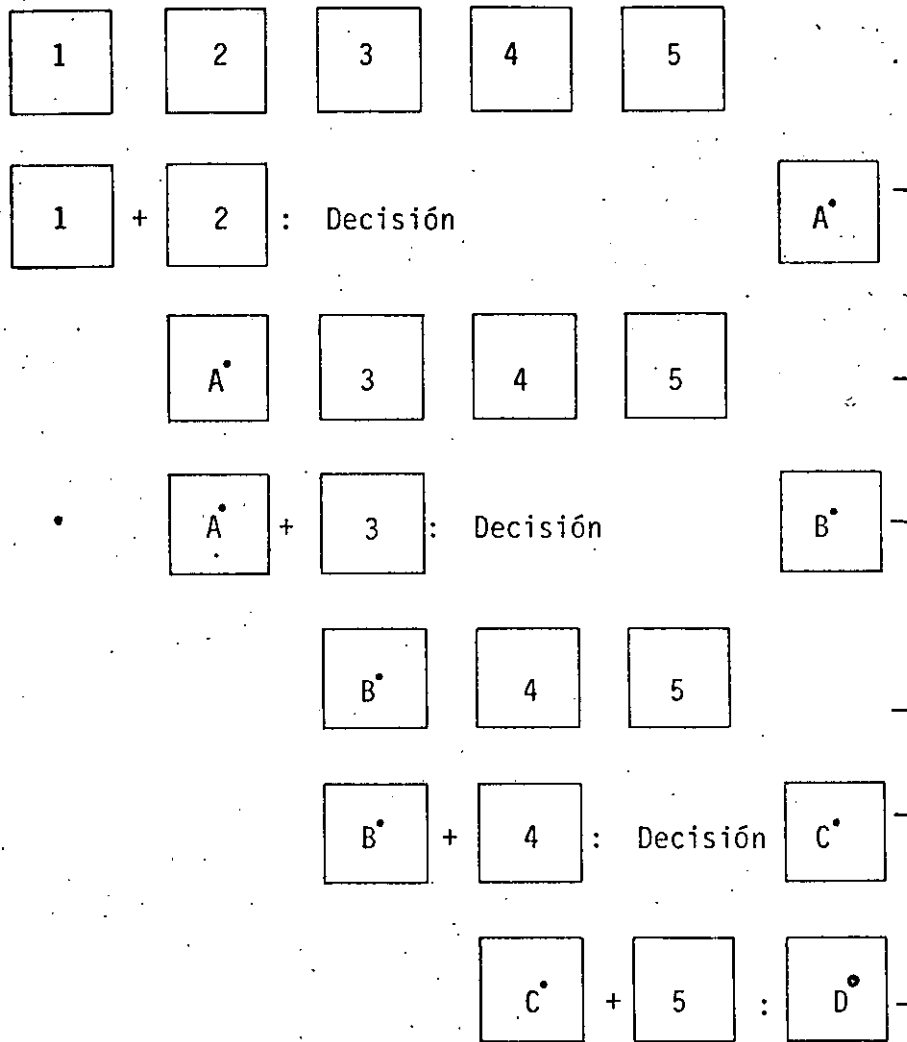 1 2 3 4 5
1 + 2 : Decisión A• –
A• 3 4 5 –
A• + 3 : Decisión B• –
B• 4 5 –
B• + 4 : Decisión C• –
C• + 5 : D° –